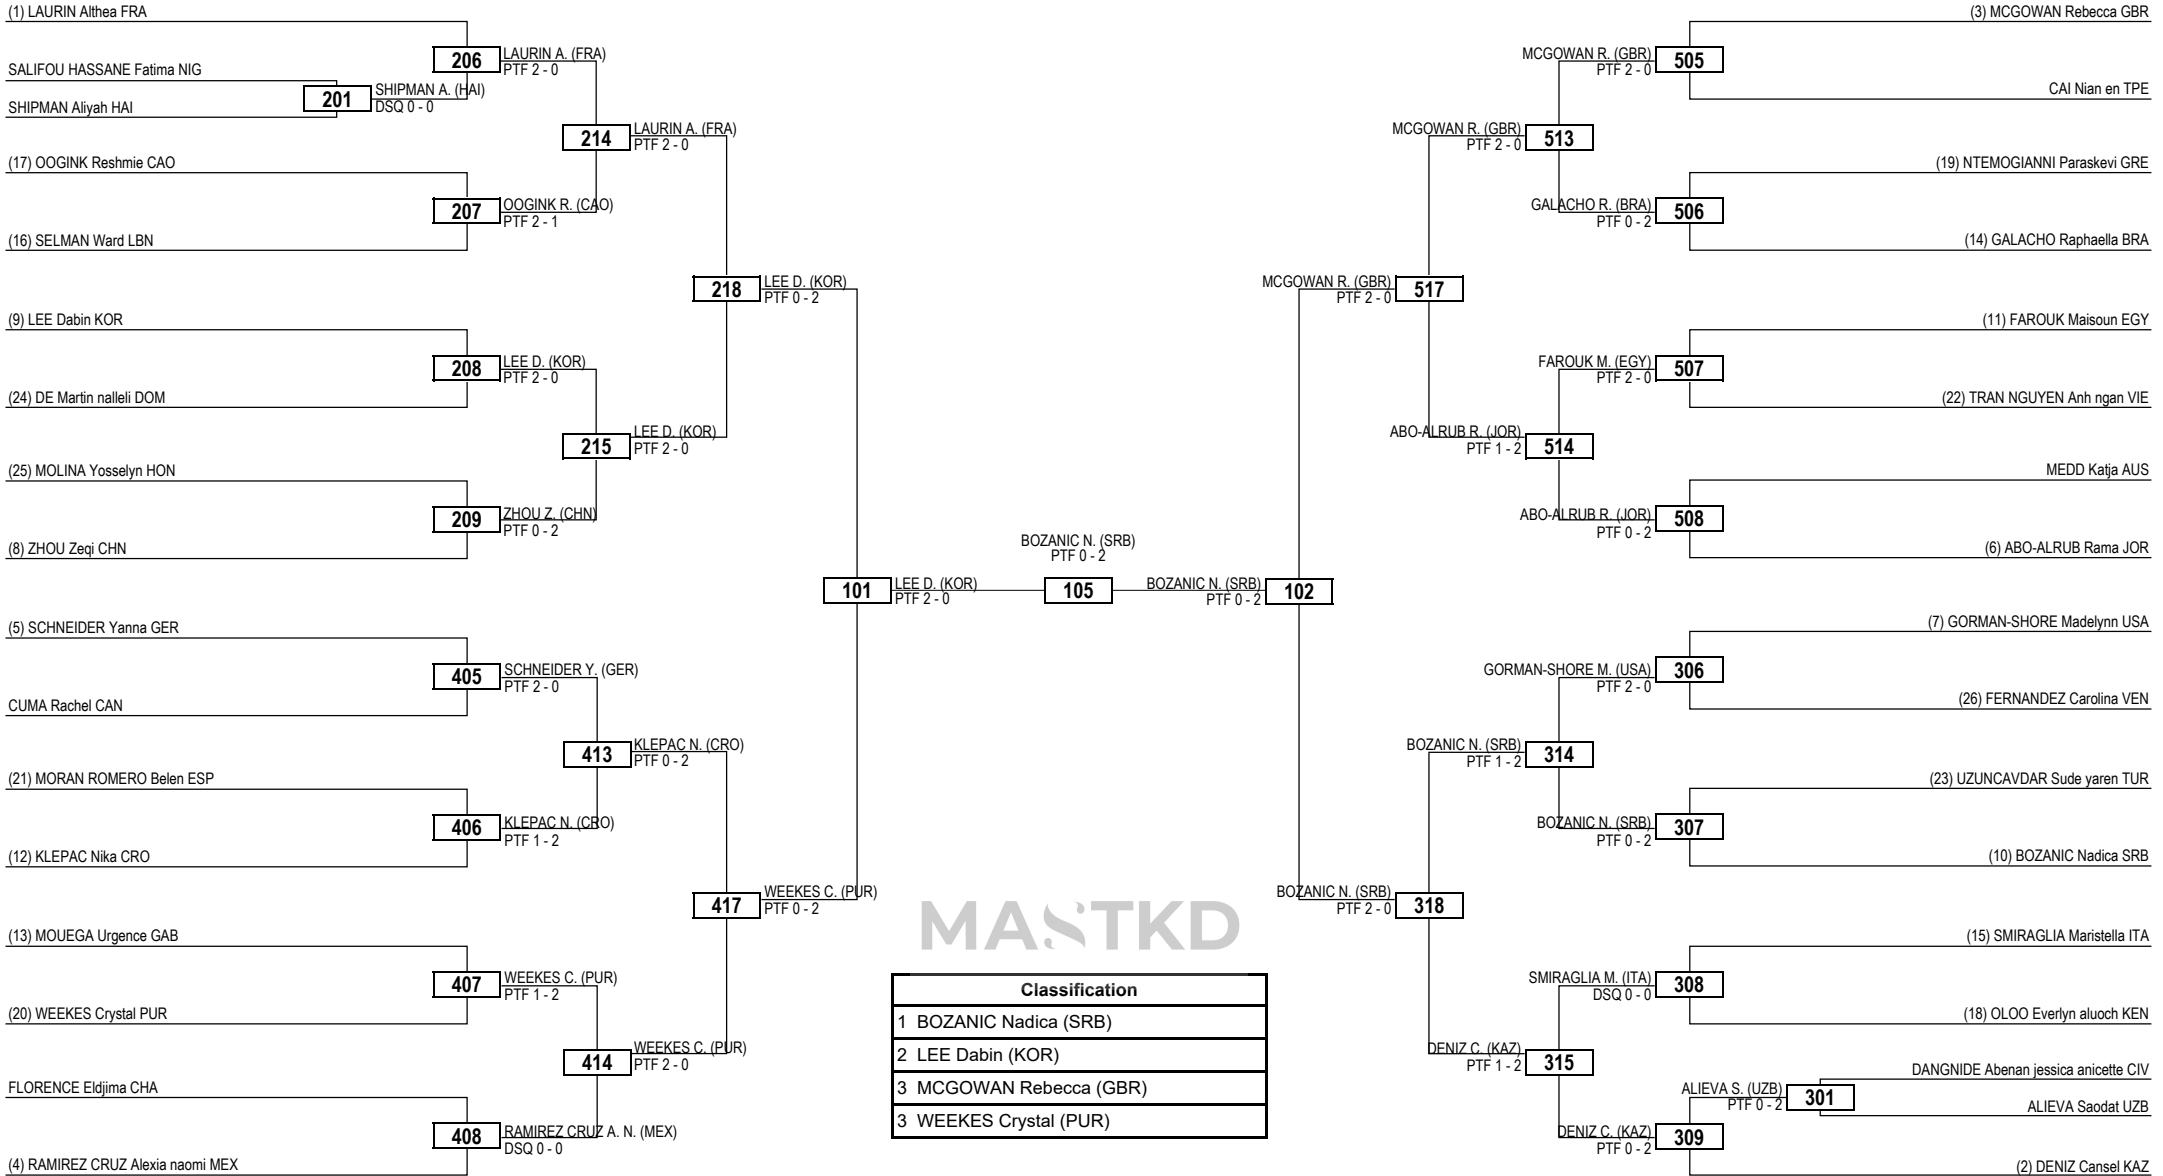 (1) LAURIN Althea FRA
206
LAURIN A. (FRA)
PTF 2 - 0
SALIFOU HASSANE Fatima NIG
201
SHIPMAN A. (HAI)
DSQ 0 - 0
SHIPMAN Aliyah HAI
214
LAURIN A. (FRA)
PTF 2 - 0
(17) OOGINK Reshmie CAO
207
OOGINK R. (CAO)
PTF 2 - 1
(16) SELMAN Ward LBN
218
LEE D. (KOR)
PTF 0 - 2
(9) LEE Dabin KOR
208
LEE D. (KOR)
PTF 2 - 0
(24) DE Martin nalleli DOM
215
LEE D. (KOR)
PTF 2 - 0
(25) MOLINA Yosselyn HON
209
ZHOU Z. (CHN)
PTF 0 - 2
(8) ZHOU Zeqi CHN
101
LEE D. (KOR)
PTF 2 - 0
(5) SCHNEIDER Yanna GER
405
SCHNEIDER Y. (GER)
PTF 2 - 0
CUMA Rachel CAN
413
KLEPAC N. (CRO)
PTF 0 - 2
(21) MORAN ROMERO Belen ESP
406
KLEPAC N. (CRO)
PTF 1 - 2
(12) KLEPAC Nika CRO
417
WEEKES C. (PUR)
PTF 0 - 2
(13) MOUEGA Urgence GAB
407
WEEKES C. (PUR)
PTF 1 - 2
(20) WEEKES Crystal PUR
414
WEEKES C. (PUR)
PTF 2 - 0
FLORENCE Eldjima CHA
408
RAMIREZ CRUZ A. N. (MEX)
DSQ 0 - 0
(4) RAMIREZ CRUZ Alexia naomi MEX
BOZANIC N. (SRB)
PTF 0 - 2
105
MASTKD
Classification
1 BOZANIC Nadica (SRB)
2 LEE Dabin (KOR)
3 MCGOWAN Rebecca (GBR)
3 WEEKES Crystal (PUR)
(3) MCGOWAN Rebecca GBR
MCGOWAN R. (GBR)
PTF 2 - 0
505
CAI Nian en TPE
MCGOWAN R. (GBR)
PTF 2 - 0
513
(19) NTEMOGIANNI Paraskevi GRE
GALACHO R. (BRA)
PTF 0 - 2
506
(14) GALACHO Raphaella BRA
MCGOWAN R. (GBR)
PTF 2 - 0
517
(11) FAROUK Maisoun EGY
FAROUK M. (EGY)
PTF 2 - 0
507
(22) TRAN NGUYEN Anh ngan VIE
ABO-ALRUB R. (JOR)
PTF 1 - 2
514
MEDD Katja AUS
ABO-ALRUB R. (JOR)
PTF 0 - 2
508
(6) ABO-ALRUB Rama JOR
BOZANIC N. (SRB)
PTF 0 - 2
102
(7) GORMAN-SHORE Madelynn USA
GORMAN-SHORE M. (USA)
PTF 2 - 0
306
(26) FERNANDEZ Carolina VEN
BOZANIC N. (SRB)
PTF 1 - 2
314
(23) UZUNCAVDAR Sude yaren TUR
BOZANIC N. (SRB)
PTF 0 - 2
307
(10) BOZANIC Nadica SRB
BOZANIC N. (SRB)
PTF 2 - 0
318
(15) SMIRAGLIA Maristella ITA
SMIRAGLIA M. (ITA)
DSQ 0 - 0
308
(18) OLOO Everlyn aluoch KEN
DENIZ C. (KAZ)
PTF 1 - 2
315
DANGNIDE Abenan jessica anicette CIV
ALIEVA S. (UZB)
PTF 0 - 2
301
ALIEVA Saodat UZB
DENIZ C. (KAZ)
PTF 0 - 2
309
(2) DENIZ Cansel KAZ